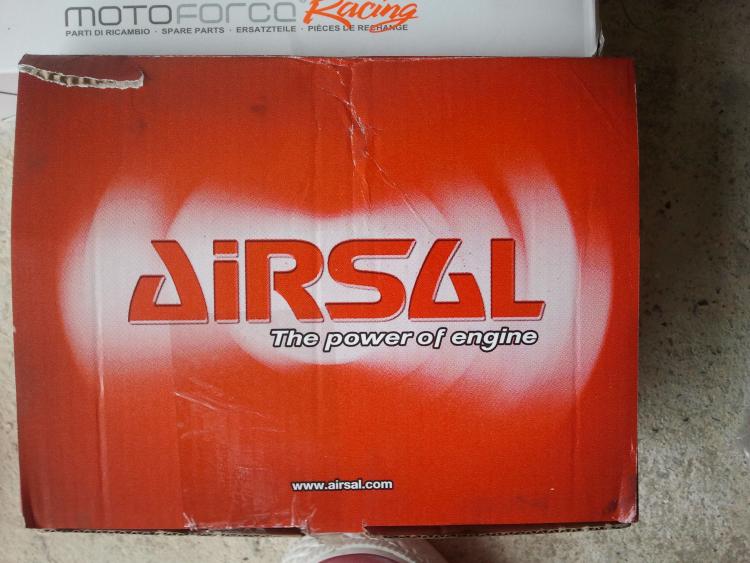 MOTOFORCE® Racing
PARTI DI RICAMBIO · SPARE PARTS · ERSATZTEILE · PIÈCES DE RECHANGE
AiRSAL
The power of engine
www.airsal.com